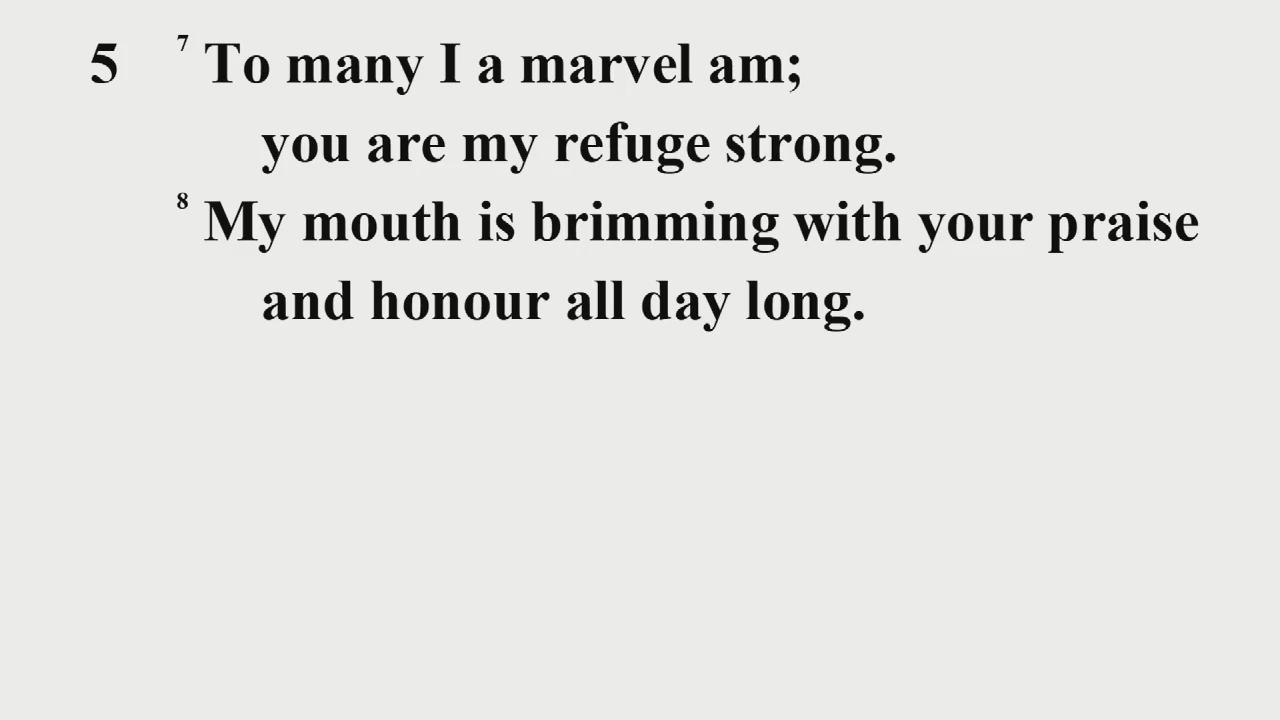 5 7 To many I a marvel am;
you are my refuge strong.
8 My mouth is brimming with your praise
and honour all day long.